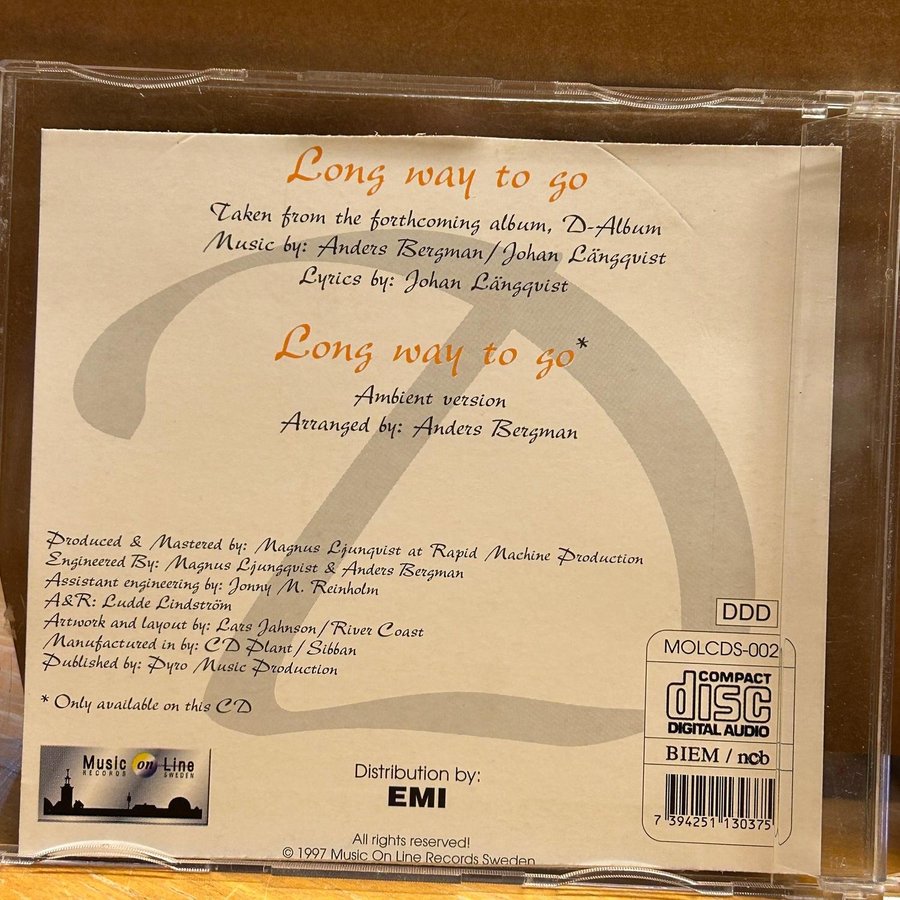 Long way to go
Taken from the forthcoming album, D-Album
Music by: Anders Bergman/Johan Längqvist
Lyrics by: Johan Längqvist
Long way to go*
Ambient version
Arranged by: Anders Bergman
Produced & Mastered by: Magnus Ljunqvist at Rapid Machine Production
Engineered By: Magnus Ljungqvist & Anders Bergman
Assistant engineering by: Jonny M. Reinholm
A&R: Ludde Lindström
Artwork and layout by: Lars Jahnson/River Coast
Manufactured in by: CD Plant/Sibban
Published by: Pyro Music Production
* Only available on this CD
DDD
MOLCDS-002
COMPACT
disc
DIGITAL AUDIO
BIEM / ncb
7 394251 130375
Music on Line
RECORDS SWEDEN
Distribution by:
EMI
All rights reserved!
© 1997 Music On Line Records Sweden